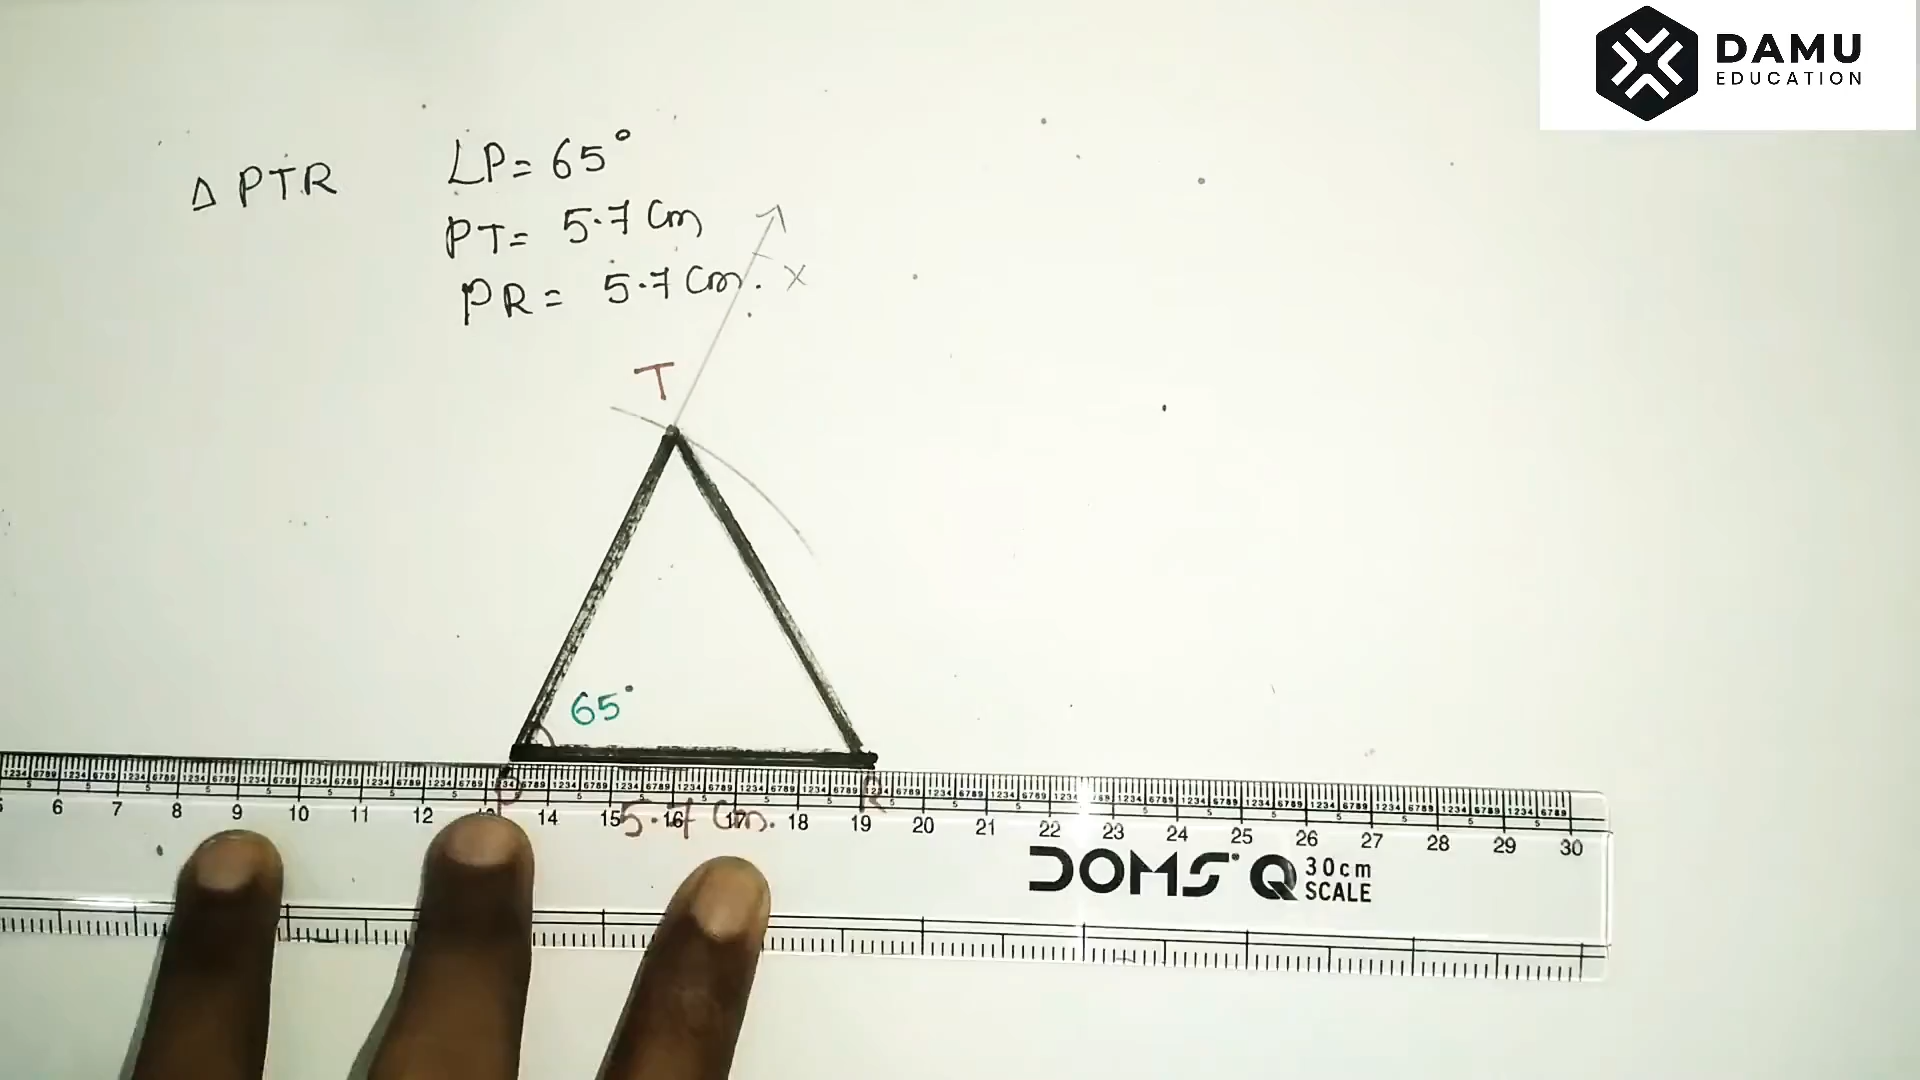 DAMU
EDUCATION
∆ PTR
∠P= 65°
PT= 5.7 Cm
PR= 5.7 Cm.
X
T
65°
P
R
5.7 Cm.
6 7 8 9 10 11 12 13 14 15 16 17 18 19 20 21 22 23 24 25 26 27 28 29 30
DOMS Q 30cm
SCALE